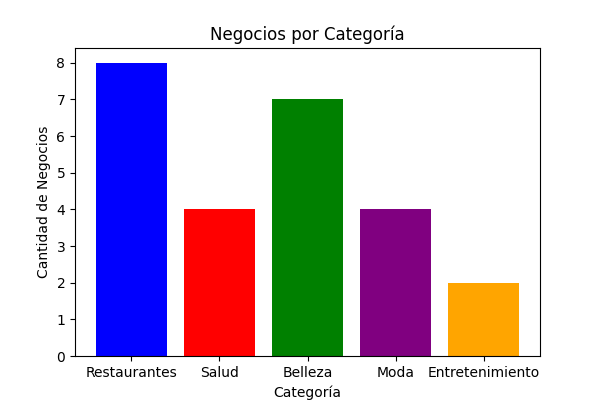 Negocios por Categoría
Cantidad de Negocios
8
7
6
5
4
3
2
1
0
Restaurantes Salud Belleza Moda Entretenimiento
Categoría